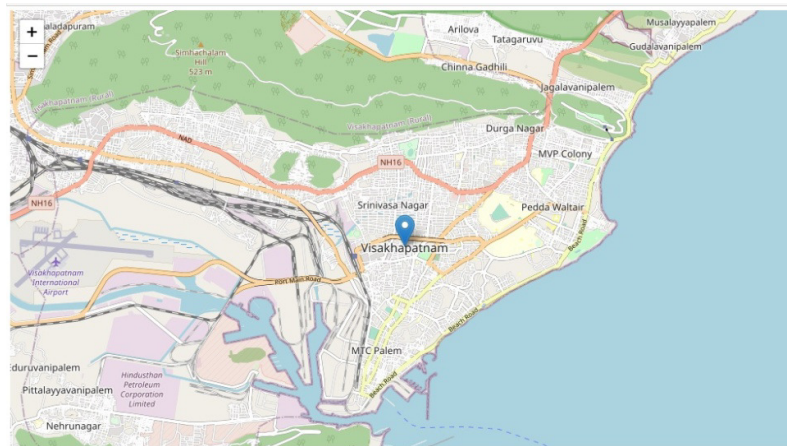 Musalayyapalem
Arilova
Tatagaruvu
Gudalavanipalem
+
−
Simhachalam
Hill
523 m
Chinna Gadhili
Jagalavanipalem
Visakhapatnam (Rural)
Visakhapatnam (Rural)
Durga Nagar
NAD
MVP Colony
NH16
NH16
Srinivasa Nagar
Pedda Waltair
Visakhapatnam
Beach Road
Visakhapatnam
International
Airport
Port Main Road
Beach Road
MTC Palem
Hindusthan
Petroleum
Corporation
Limited
Pittalayyavanipalem
Beach Road
Nehrunagar